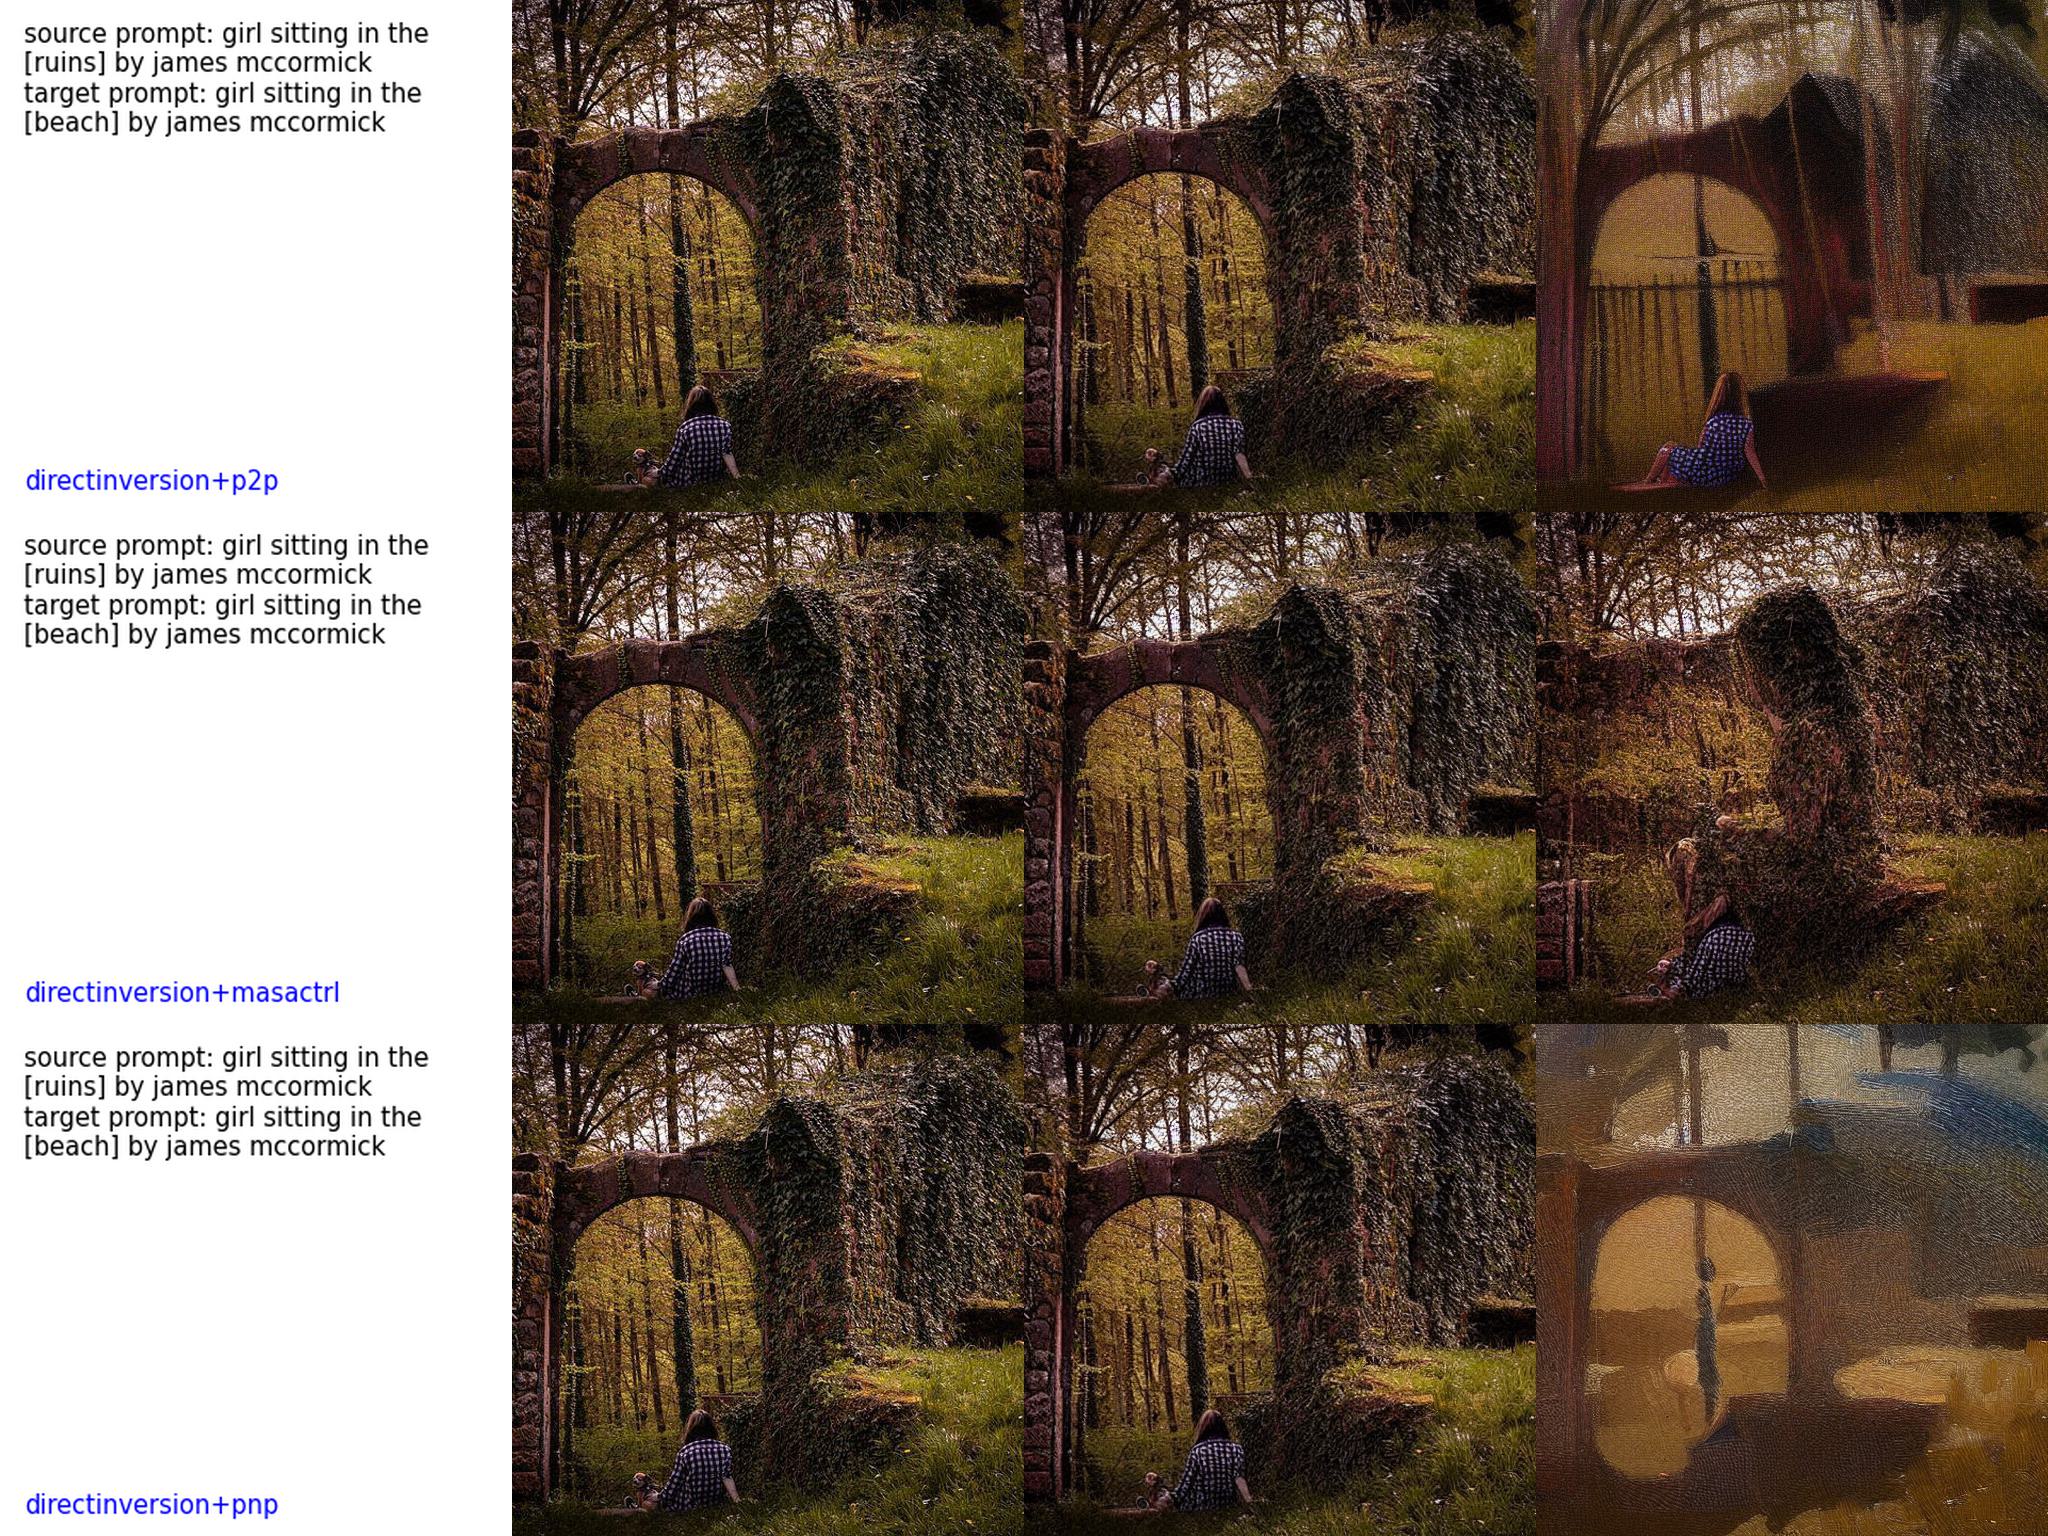 source prompt: girl sitting in the
[ruins] by james mccormick
target prompt: girl sitting in the
[beach] by james mccormick
directinversion+p2p
source prompt: girl sitting in the
[ruins] by james mccormick
target prompt: girl sitting in the
[beach] by james mccormick
directinversion+masactrl
source prompt: girl sitting in the
[ruins] by james mccormick
target prompt: girl sitting in the
[beach] by james mccormick
directinversion+pnp